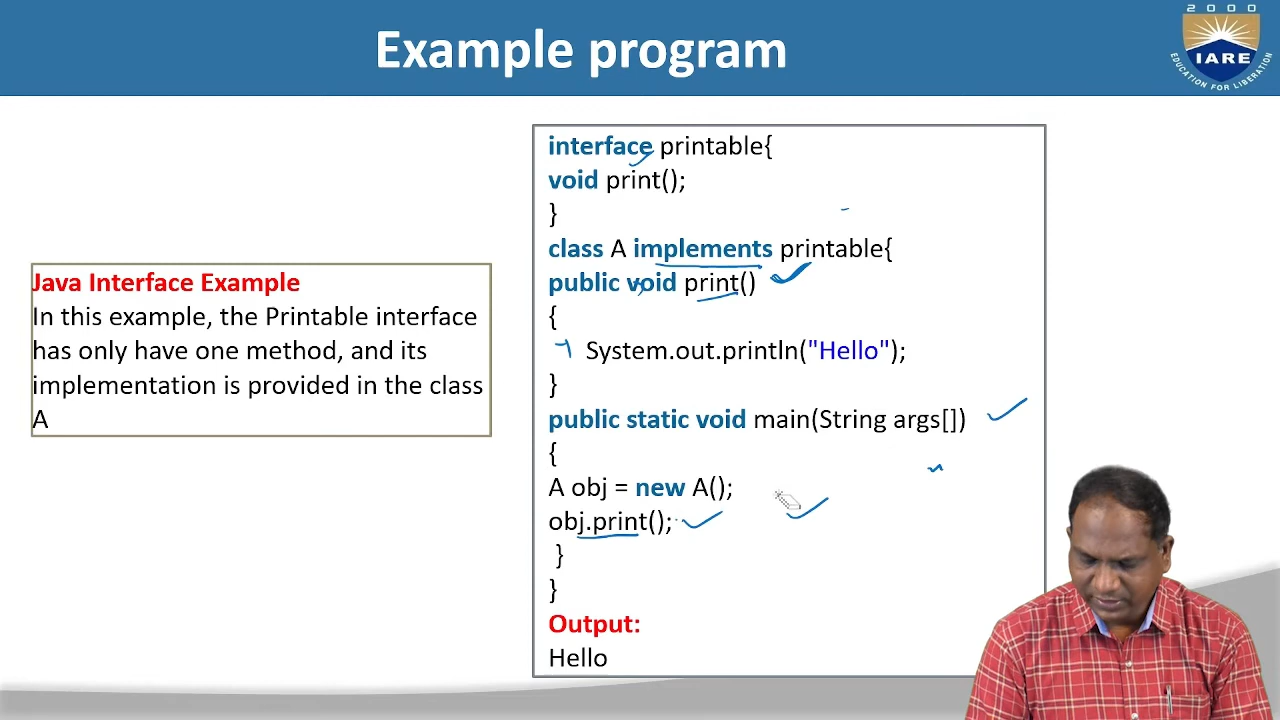 Example program
2000
IARE
EDUCATION FOR LIBERATION
Java Interface Example
In this example, the Printable interface
has only have one method, and its
implementation is provided in the class
A
interface printable{
void print();
}
class A implements printable{
public void print()
{
System.out.println("Hello");
}
public static void main(String args[])
{
A obj = new A();
obj.print();
}
}
Output:
Hello